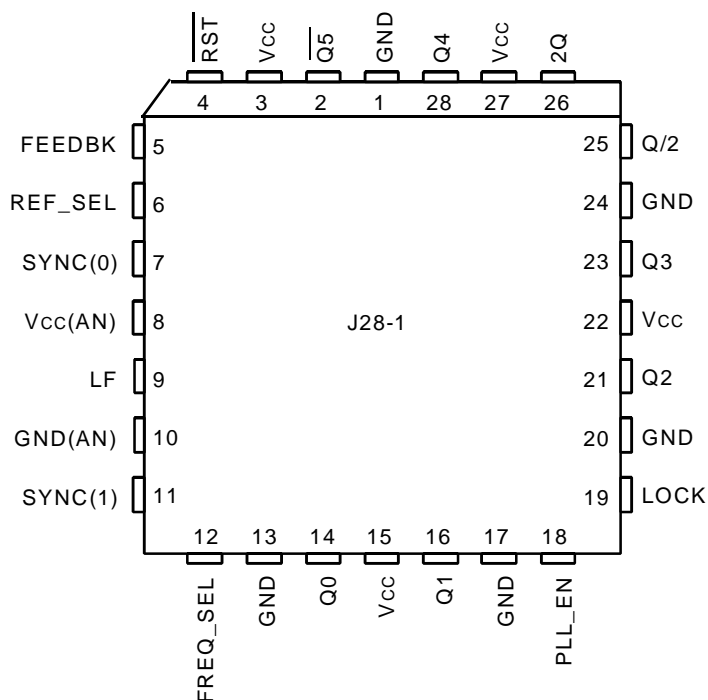 R̅S̅T̅ Vcc Q̅5̅ GND Q4 Vcc 2Q
4 3 2 1 28 27 26
FEEDBK 5 25 Q/2
REF_SEL 6 24 GND
SYNC(0) 7 23 Q3
Vcc(AN) 8 J28-1 22 Vcc
LF 9 21 Q2
GND(AN) 10 20 GND
SYNC(1) 11 19 LOCK
12 13 14 15 16 17 18
FREQ_SEL GND Q0 Vcc Q1 GND PLL_EN